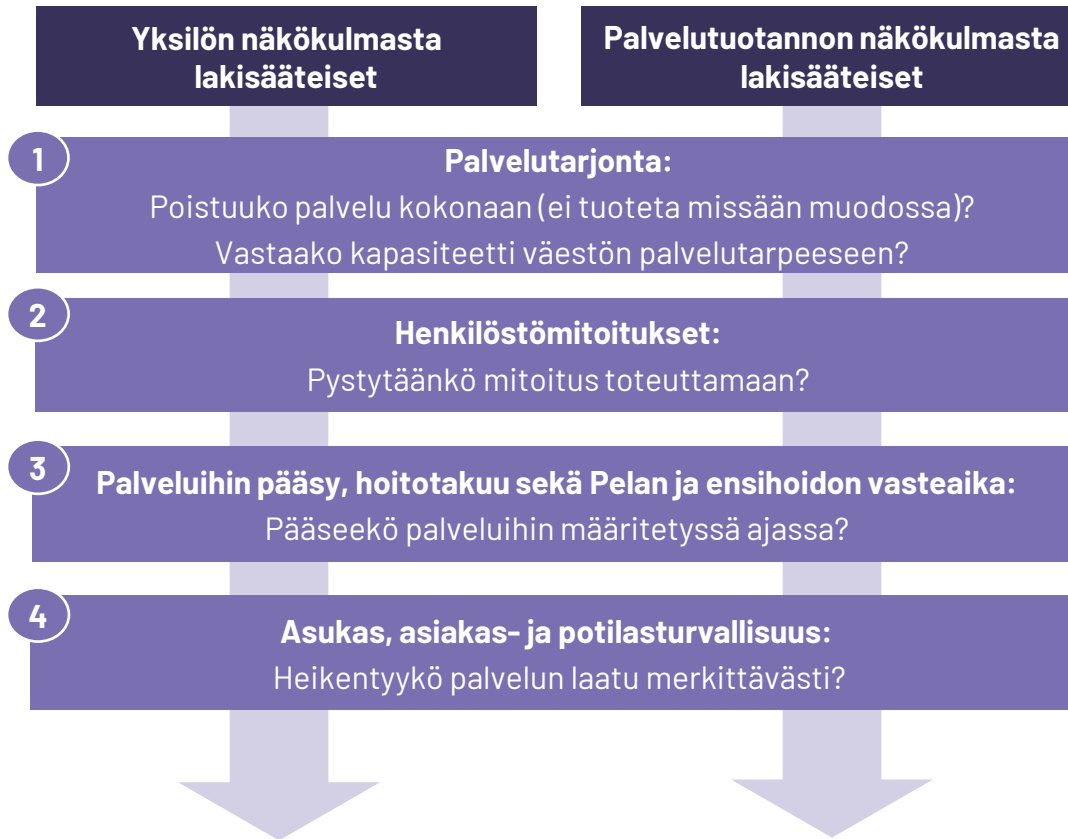 Yksilön näkökulmasta
lakisääteiset
Palvelutuotannon näkökulmasta
lakisääteiset
1
Palvelutarjonta:
Poistuuko palvelu kokonaan (ei tuoteta missään muodossa)?
Vastaako kapasiteetti väestön palvelutarpeeseen?
2
Henkilöstömitoitukset:
Pystytäänkö mitoitus toteuttamaan?
3
Palveluihin pääsy, hoitotakuu sekä Pelan ja ensihoidon vasteaika:
Pääseekö palveluihin määritetyssä ajassa?
4
Asukas, asiakas- ja potilasturvallisuus:
Heikentyykö palvelun laatu merkittävästi?